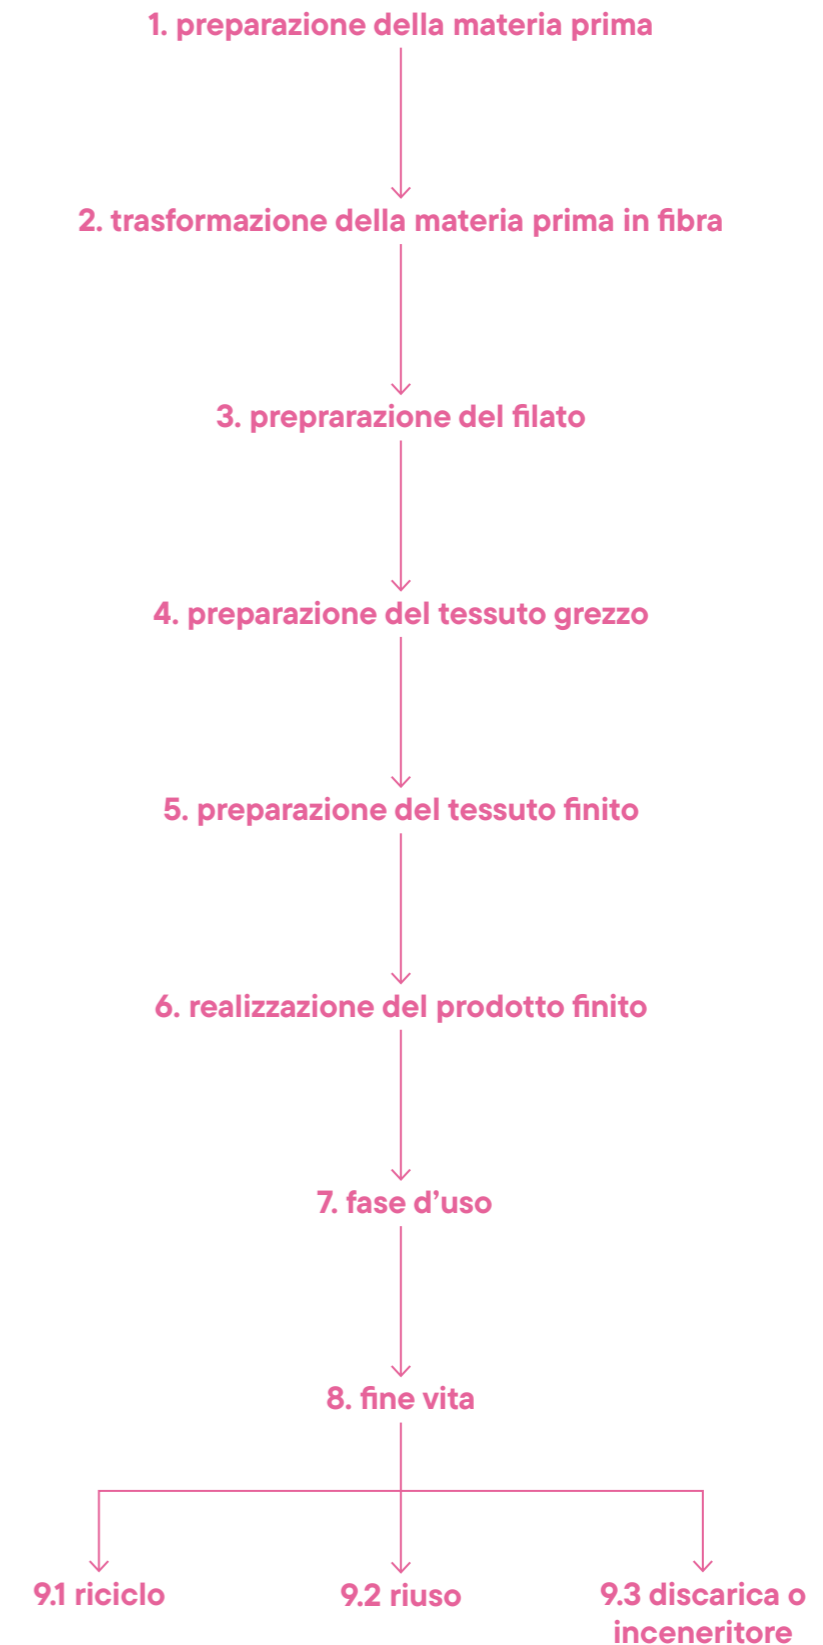 1. preparazione della materia prima
2. trasformazione della materia prima in fibra
3. preprarazione del filato
4. preparazione del tessuto grezzo
5. preparazione del tessuto finito
6. realizzazione del prodotto finito
7. fase d’uso
8. fine vita
9.1 riciclo
9.2 riuso
9.3 discarica o
inceneritore